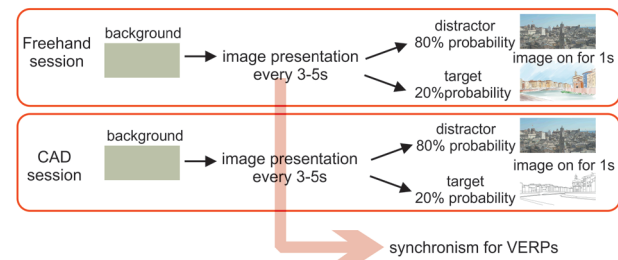 Freehand
session
background
image presentation
every 3-5s
distractor
80% probability
image on for 1s
target
20%probability
CAD
session
background
image presentation
every 3-5s
distractor
80% probability
image on for 1s
target
20% probability
synchronism for VERPs